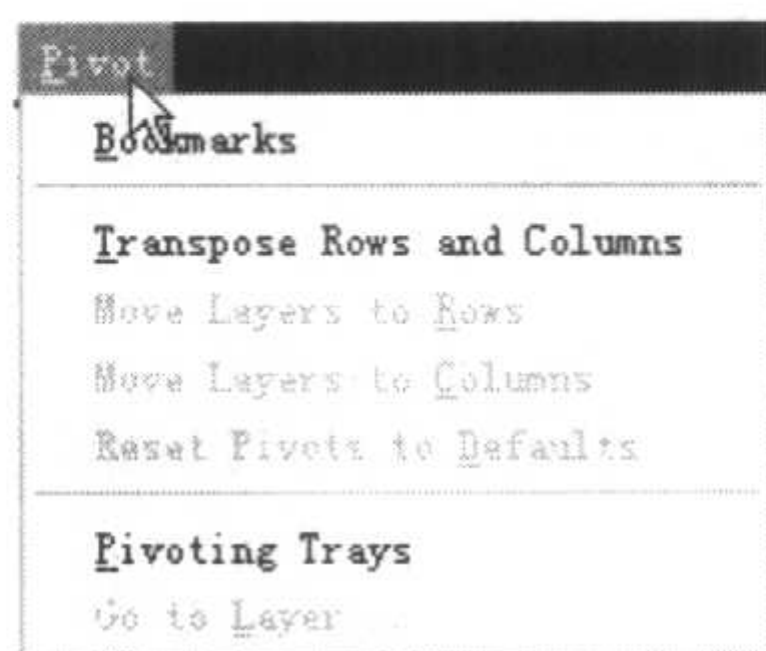 Pivot
Bookmarks
Transpose Rows and Columns
Move Layers to Rows
Move Layers to Columns
Reset Pivots to Defaults
Pivoting Trays
Go to Layer